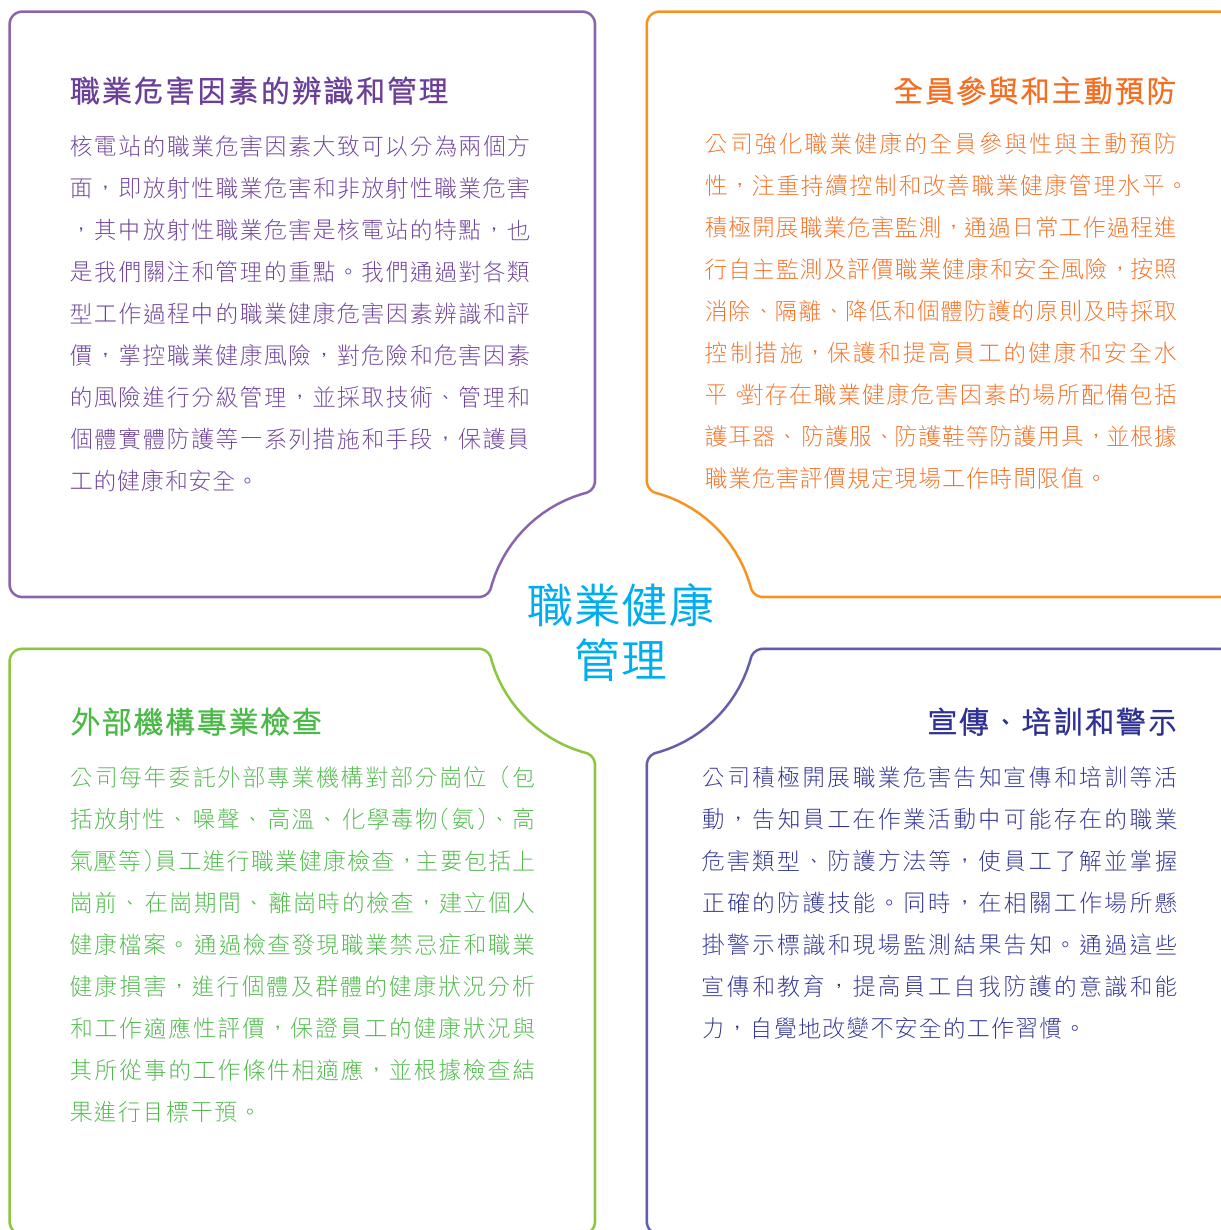 職業危害因素的辨識和管理
核電站的職業危害因素大致可以分為兩個方
面，即放射性職業危害和非放射性職業危害
，其中放射性職業危害是核電站的特點，也
是我們關注和管理的重點。我們通過對各類
型工作過程中的職業健康危害因素辨識和評
價，掌控職業健康風險，對危險和危害因素
的風險進行分級管理，並採取技術、管理和
個體實體防護等一系列措施和手段，保護員
工的健康和安全。
全員參與和主動預防
公司強化職業健康的全員參與性與主動預防
性，注重持續控制和改善職業健康管理水平。
積極開展職業危害監測，通過日常工作過程進
行自主監測及評價職業健康和安全風險，按照
消除、隔離、降低和個體防護的原則及時採取
控制措施，保護和提高員工的健康和安全水
平。對存在職業健康危害因素的場所配備包括
護耳器、防護服、防護鞋等防護用具，並根據
職業危害評價規定現場工作時間限值。
職業健康
管理
外部機構專業檢查
公司每年委託外部專業機構對部分崗位（包
括放射性、噪聲、高溫、化學毒物(氨)、高
氣壓等)員工進行職業健康檢查，主要包括上
崗前、在崗期間、離崗時的檢查，建立個人
健康檔案。通過檢查發現職業禁忌症和職業
健康損害，進行個體及群體的健康狀況分析
和工作適應性評價，保證員工的健康狀況與
其所從事的工作條件相適應，並根據檢查結
果進行目標干預。
宣傳、培訓和警示
公司積極開展職業危害告知宣傳和培訓等活
動，告知員工在作業活動中可能存在的職業
危害類型、防護方法等，使員工了解並掌握
正確的防護技能。同時，在相關工作場所懸
掛警示標識和現場監測結果告知。通過這些
宣傳和教育，提高員工自我防護的意識和能
力，自覺地改變不安全的工作習慣。